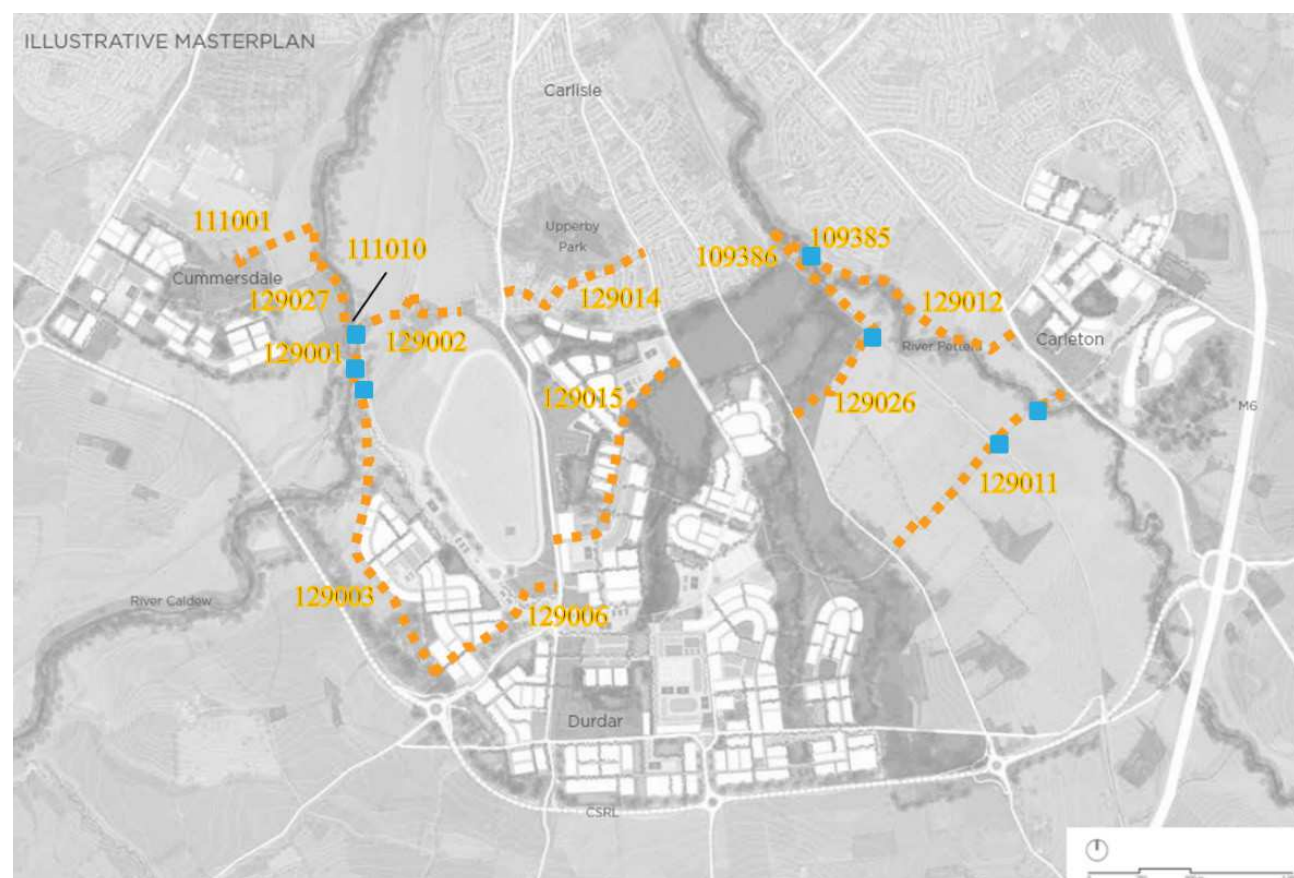 ILLUSTRATIVE MASTERPLAN
Carlisle
111001
Upperby
Park
111010
109385
109386
Cummersdale
129027
129014
129012
129002
River Petteril
Carleton
129001
129015
129026
M6
129011
129003
River Caldew
129006
Durdar
CSRL